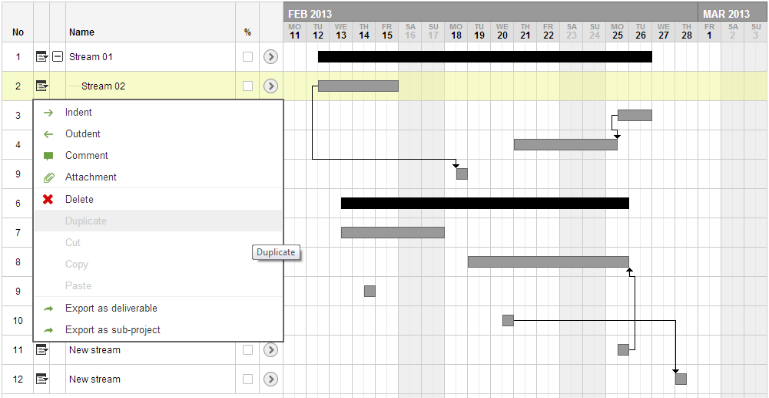 FEB 2013 MAR 2013
No Name % MO TU WE TH FR SA SU MO TU WE TH FR SA SU MO TU WE TH FR SA SU
11 12 13 14 15 16 17 18 19 20 21 22 23 24 25 26 27 28 1 2 3
1 Stream 01
2 Stream 02
Indent
3
Outdent
4
Comment
9
Attachment
Delete
6
Duplicate
7
Cut
Duplicate
Copy
8
Paste
9
Export as deliverable
10
Export as sub-project
11 New stream
12 New stream